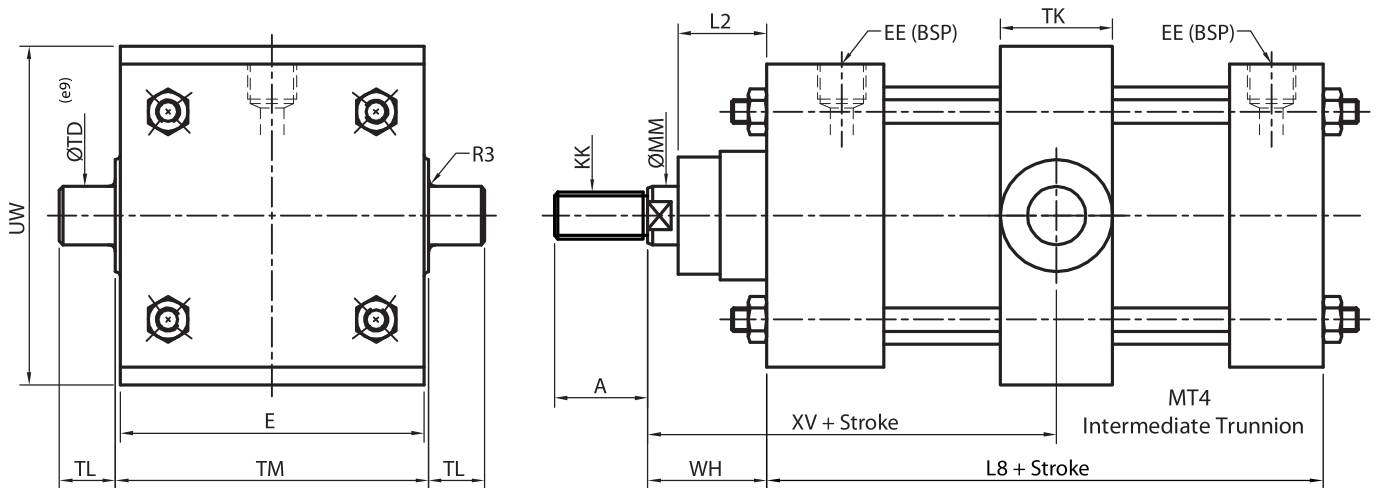 L2
TK
EE (BSP)
EE (BSP)
(e9)
ØTD
R3
KK
ØMM
UW
A
MT4
E
XV + Stroke
Intermediate Trunnion
TL
TM
TL
WH
L8 + Stroke